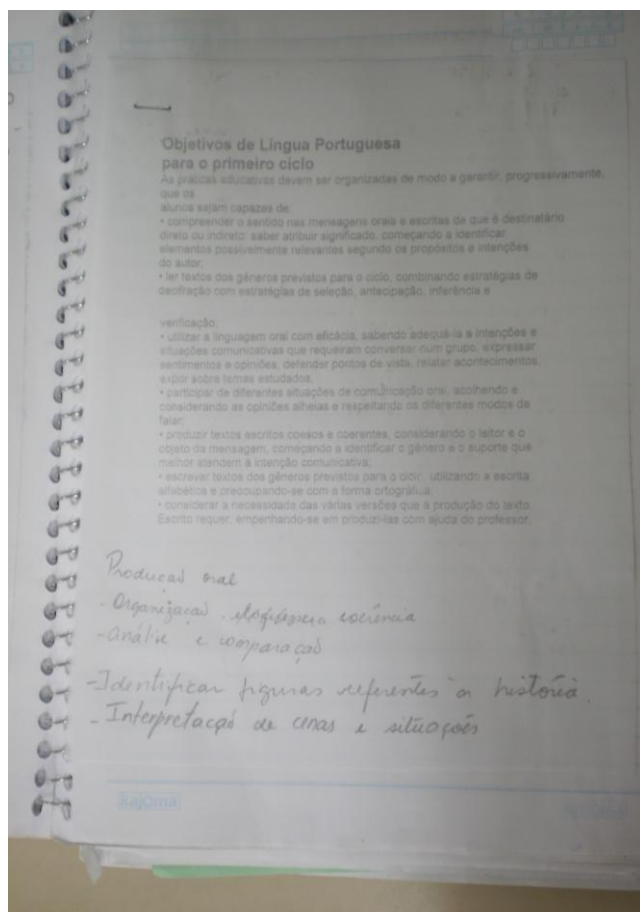 Objetivos de Língua Portuguesa
para o primeiro ciclo
As práticas educativas devem ser organizadas de modo a garantir, progressivamente,
que os
alunos sejam capazes de:
• compreender o sentido nas mensagens orais e escritas de que é destinatário
direto ou indireto: saber atribuir significado, começando a identificar
elementos possivelmente relevantes segundo os propósitos e intenções
do autor;
• ler textos dos gêneros previstos para o ciclo, combinando estratégias de
decifração com estratégias de seleção, antecipação, inferência e
verificação;
• utilizar a linguagem oral com eficácia, sabendo adequá-la a intenções e
situações comunicativas que requeiram conversar num grupo, expressar
sentimentos e opiniões, defender pontos de vista, relatar acontecimentos,
expor sobre temas estudados;
• participar de diferentes situações de comunicação oral, acolhendo e
considerando as opiniões alheias e respeitando os diferentes modos de
falar;
• produzir textos escritos coesos e coerentes, considerando o leitor e o
objeto da mensagem, começando a identificar o gênero e o suporte que
melhor atendem à intenção comunicativa;
• escrever textos dos gêneros previstos para o ciclo, utilizando a escrita
alfabética e preocupando-se com a forma ortográfica;
• considerar a necessidade das várias versões que a produção do texto
Escrito requer, empenhando-se em produzi-las com ajuda do professor.
Produção oral
- Organização
- análise e comparação
- Identificar figuras referentes a história.
- Interpretação de cenas e situações
kajoma